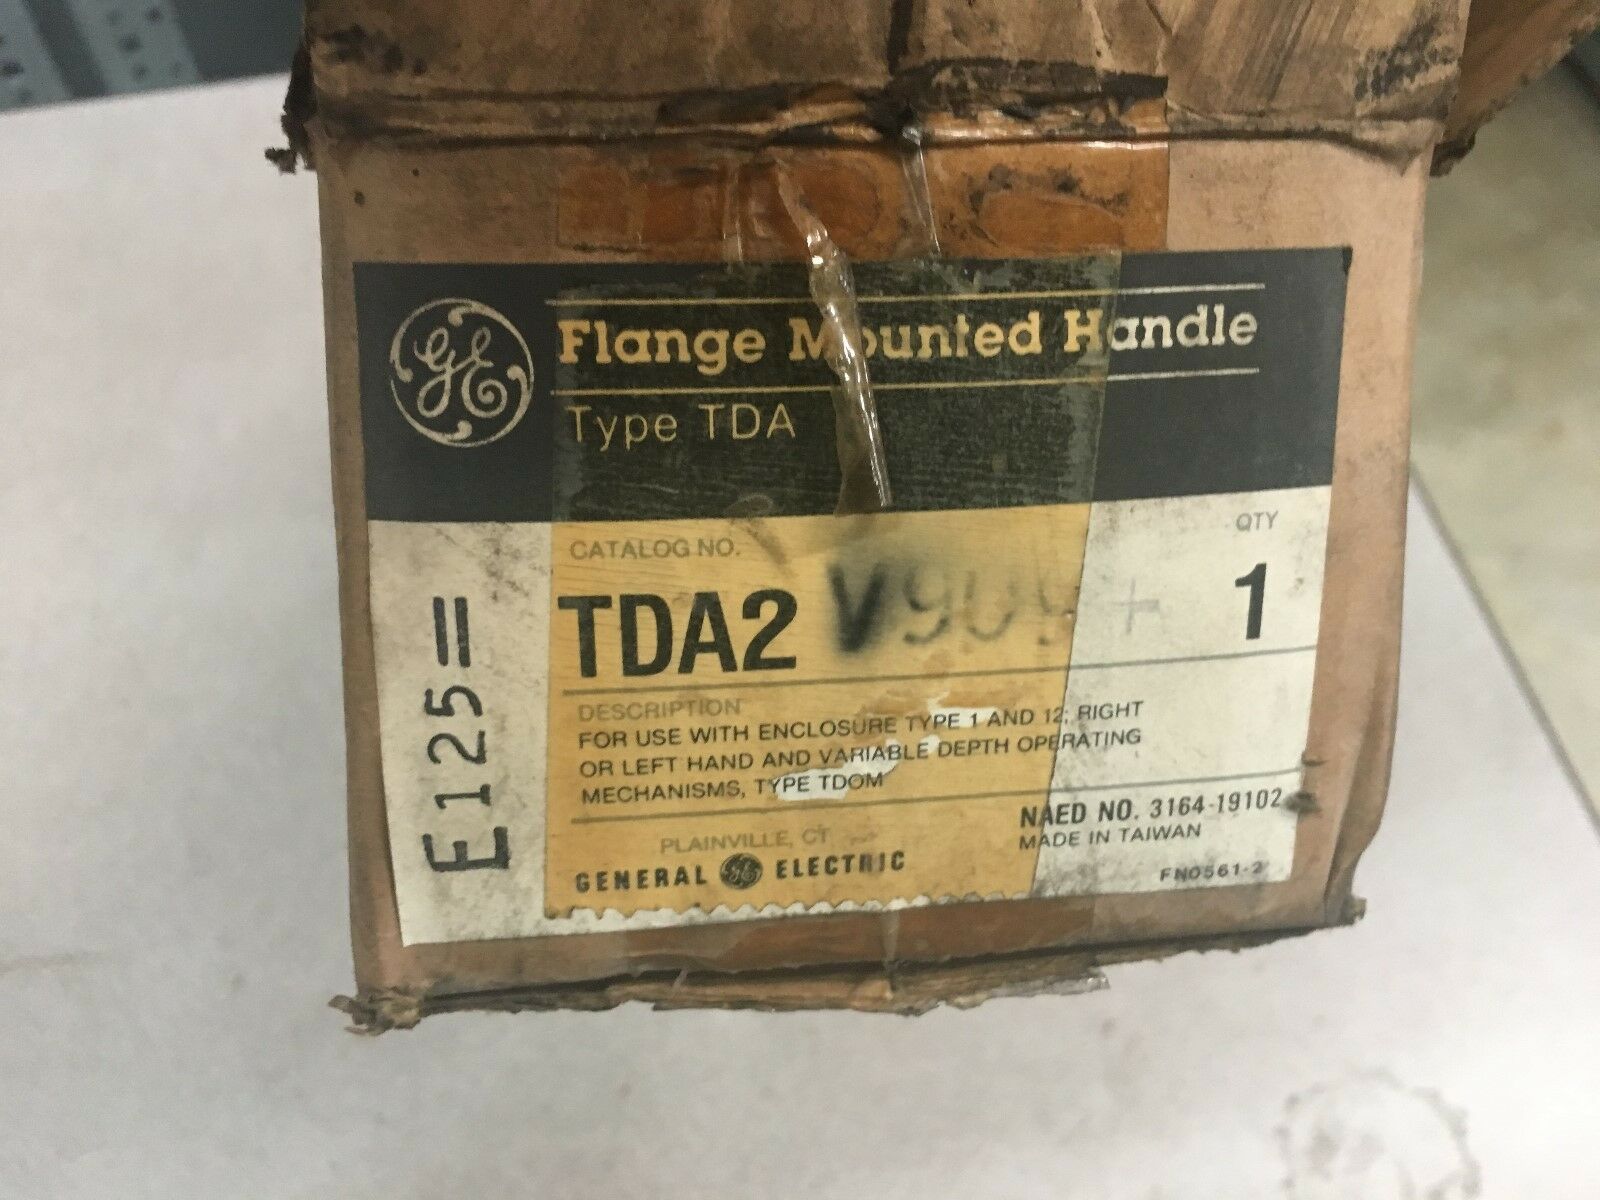 GE
Flange Mounted Handle
Type TDA
CATALOG NO.
QTY
TDA2
1
E125=
DESCRIPTION
FOR USE WITH ENCLOSURE TYPE 1 AND 12; RIGHT
OR LEFT HAND AND VARIABLE DEPTH OPERATING
MECHANISMS, TYPE TDOM
NAED NO. 3164-19102
MADE IN TAIWAN
PLAINVILLE, CT
GENERAL GE ELECTRIC
FN0561-2